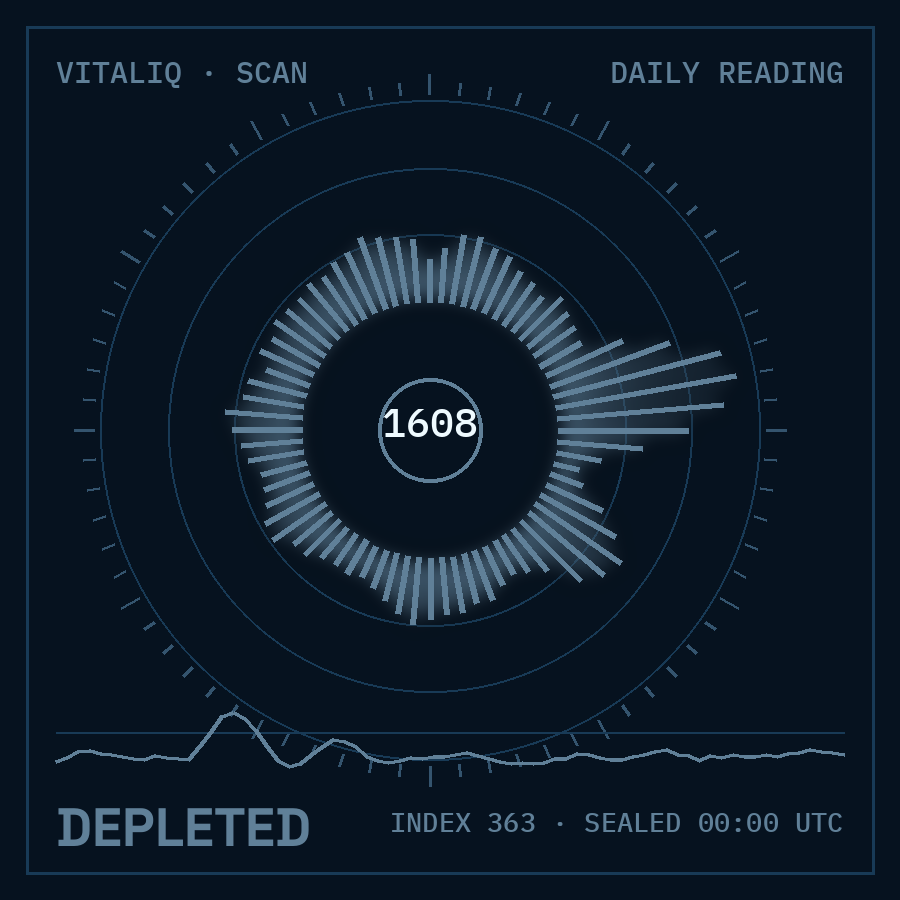 VITALIQ · SCAN
DAILY READING
1608
DEPLETED
INDEX 363 · SEALED 00:00 UTC